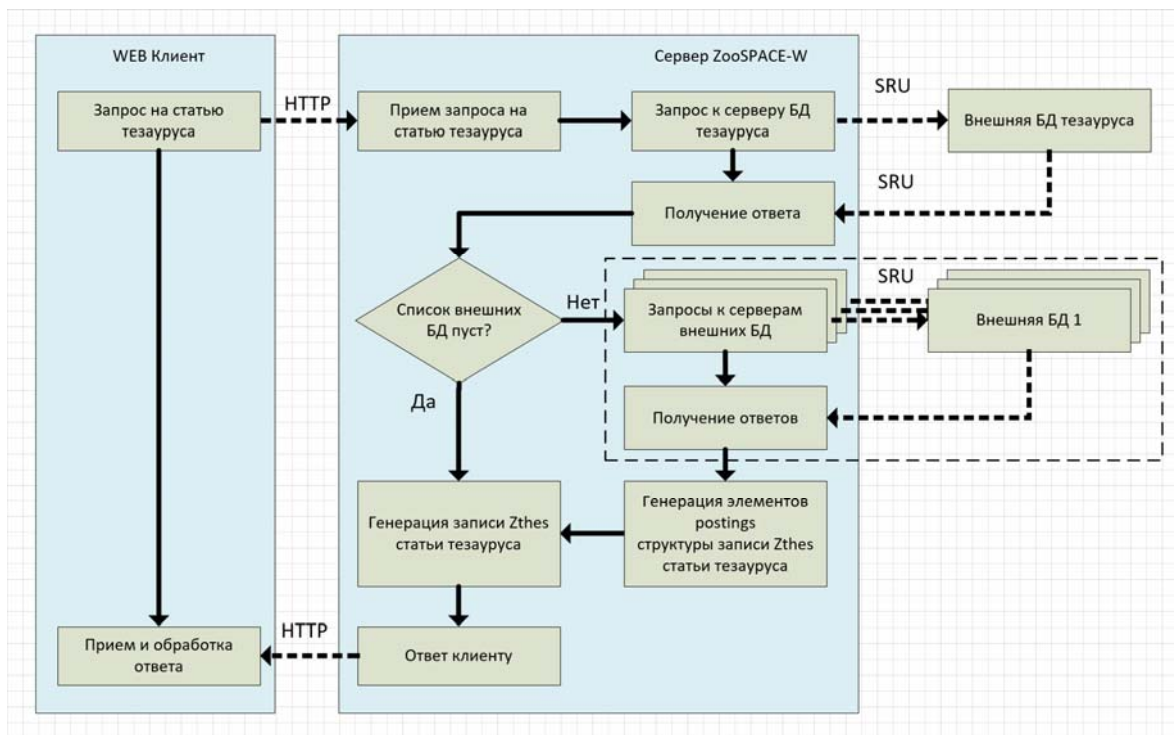 WEB Клиент
Сервер ZooSPACE-W
Запрос на статью
тезауруса
HTTP
Прием запроса на
статью тезауруса
Запрос к серверу БД
тезауруса
SRU
Внешняя БД тезауруса
Получение ответа
SRU
Список внешних
БД пуст?
Нет
Запросы к серверам
внешних БД
SRU
Внешняя БД 1
Да
Получение ответов
Генерация записи Zthes
статьи тезауруса
Генерация элементов
postings
структуры записи Zthes
статьи тезауруса
Прием и обработка
ответа
HTTP
Ответ клиенту